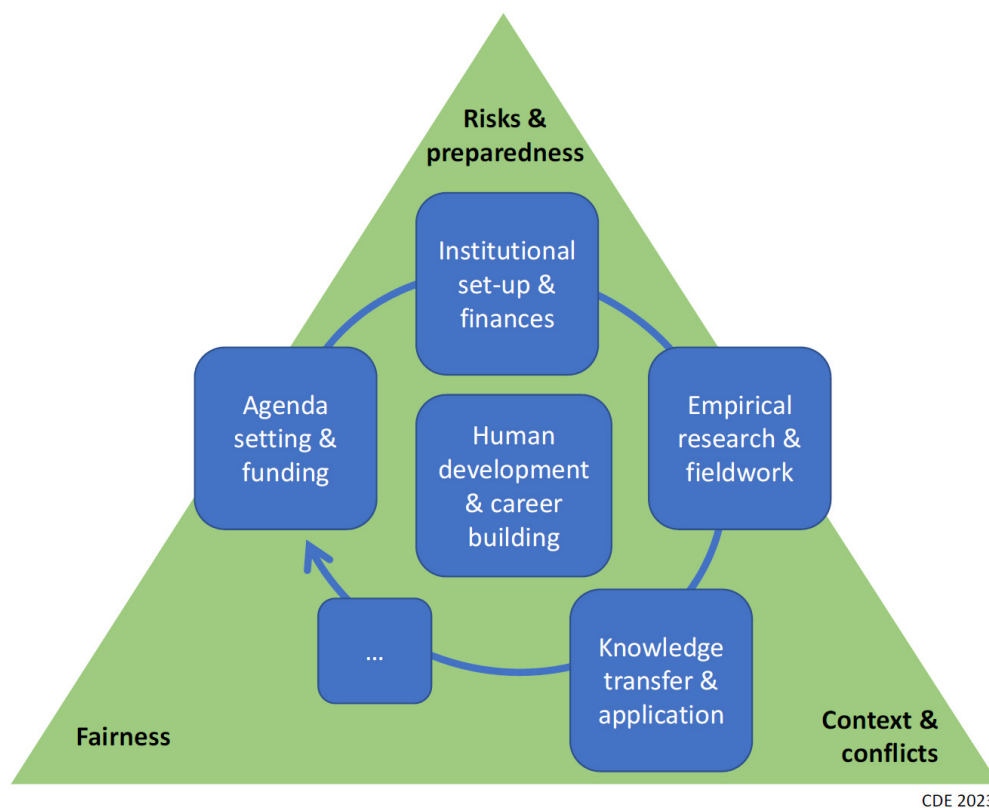 Risks &
preparedness
Institutional
set-up &
finances
Agenda
setting &
funding
Human
development
& career
building
Empirical
research &
fieldwork
...
Knowledge
transfer &
application
Fairness
Context &
conflicts
CDE 2023